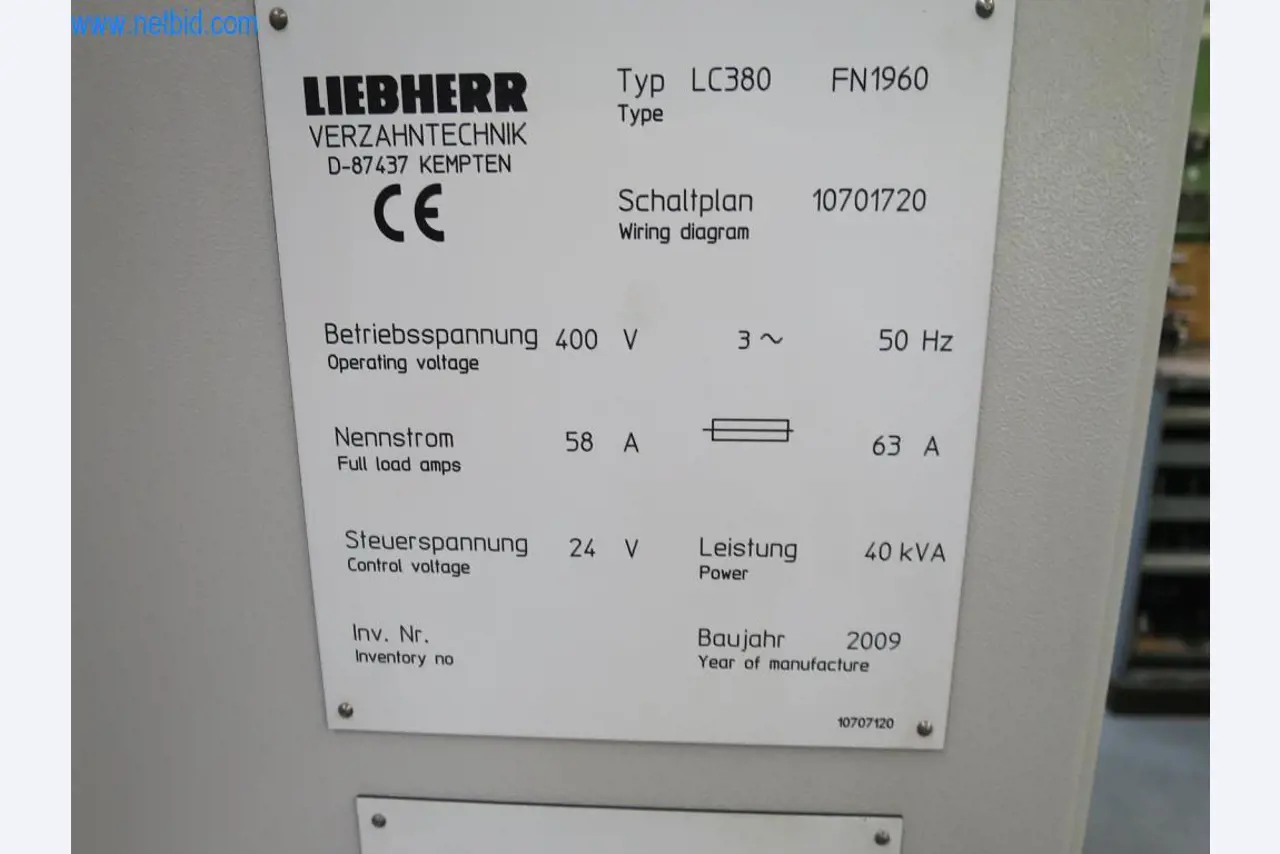 www.netbid.com
LIEBHERR
VERZAHNTECHNIK
D-87437 KEMPTEN
CE
Typ LC380 FN1960
Type
Schaltplan 10701720
Wiring diagram
Betriebsspannung 400 V 3~ 50 Hz
Operating voltage
Nennstrom 58 A 63 A
Full load amps
Steuerspannung 24 V Leistung 40 kVA
Control voltage Power
Inv. Nr. Baujahr 2009
Inventory no Year of manufacture
10707120